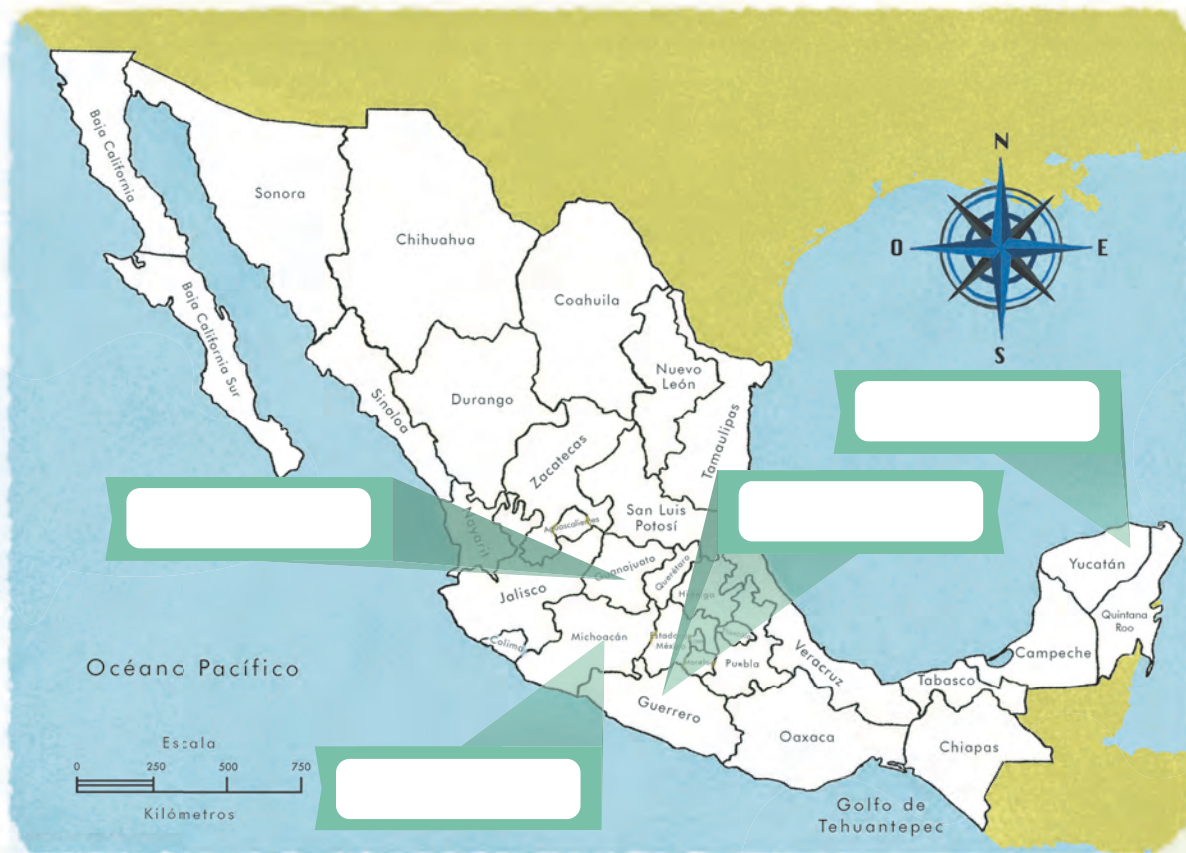 N
O
E
S
Baja California
Sonora
Chihuahua
Coahuila
Baja California Sur
Nuevo
León
Sinaloa
Durango
Tamaulipas
Zacatecas
San Luis
Potosí
Nayarit
Aguascalientes
Guanajuato
Querétaro
Hidalgo
Jalisco
Yucatán
Quintana
Roo
Colima
Michoacán
Estado de
México
Morelos
Puebla
Veracruz
Campeche
Tabasco
Océano Pacífico
Guerrero
Oaxaca
Chiapas
Escala
0 250 500 750
Kilómetros
Golfo de
Tehuantepec